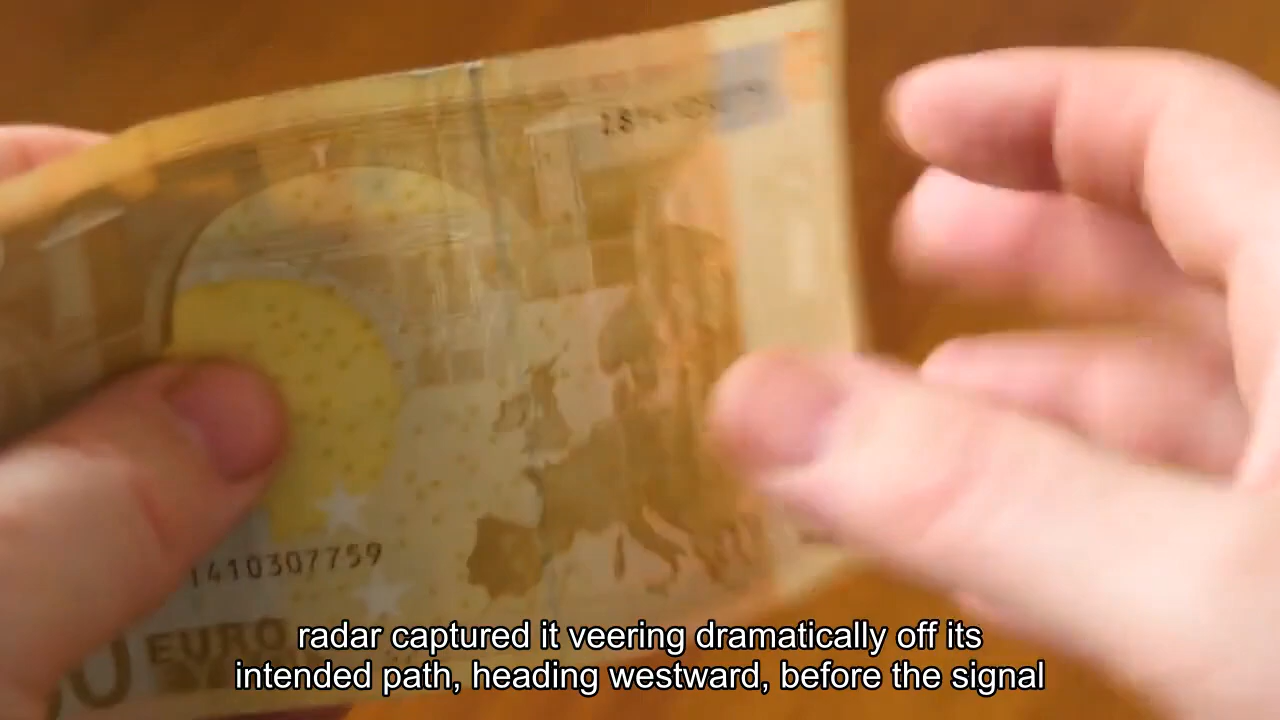 1410307759
EURO
radar captured it veering dramatically off its
intended path, heading westward, before the signal